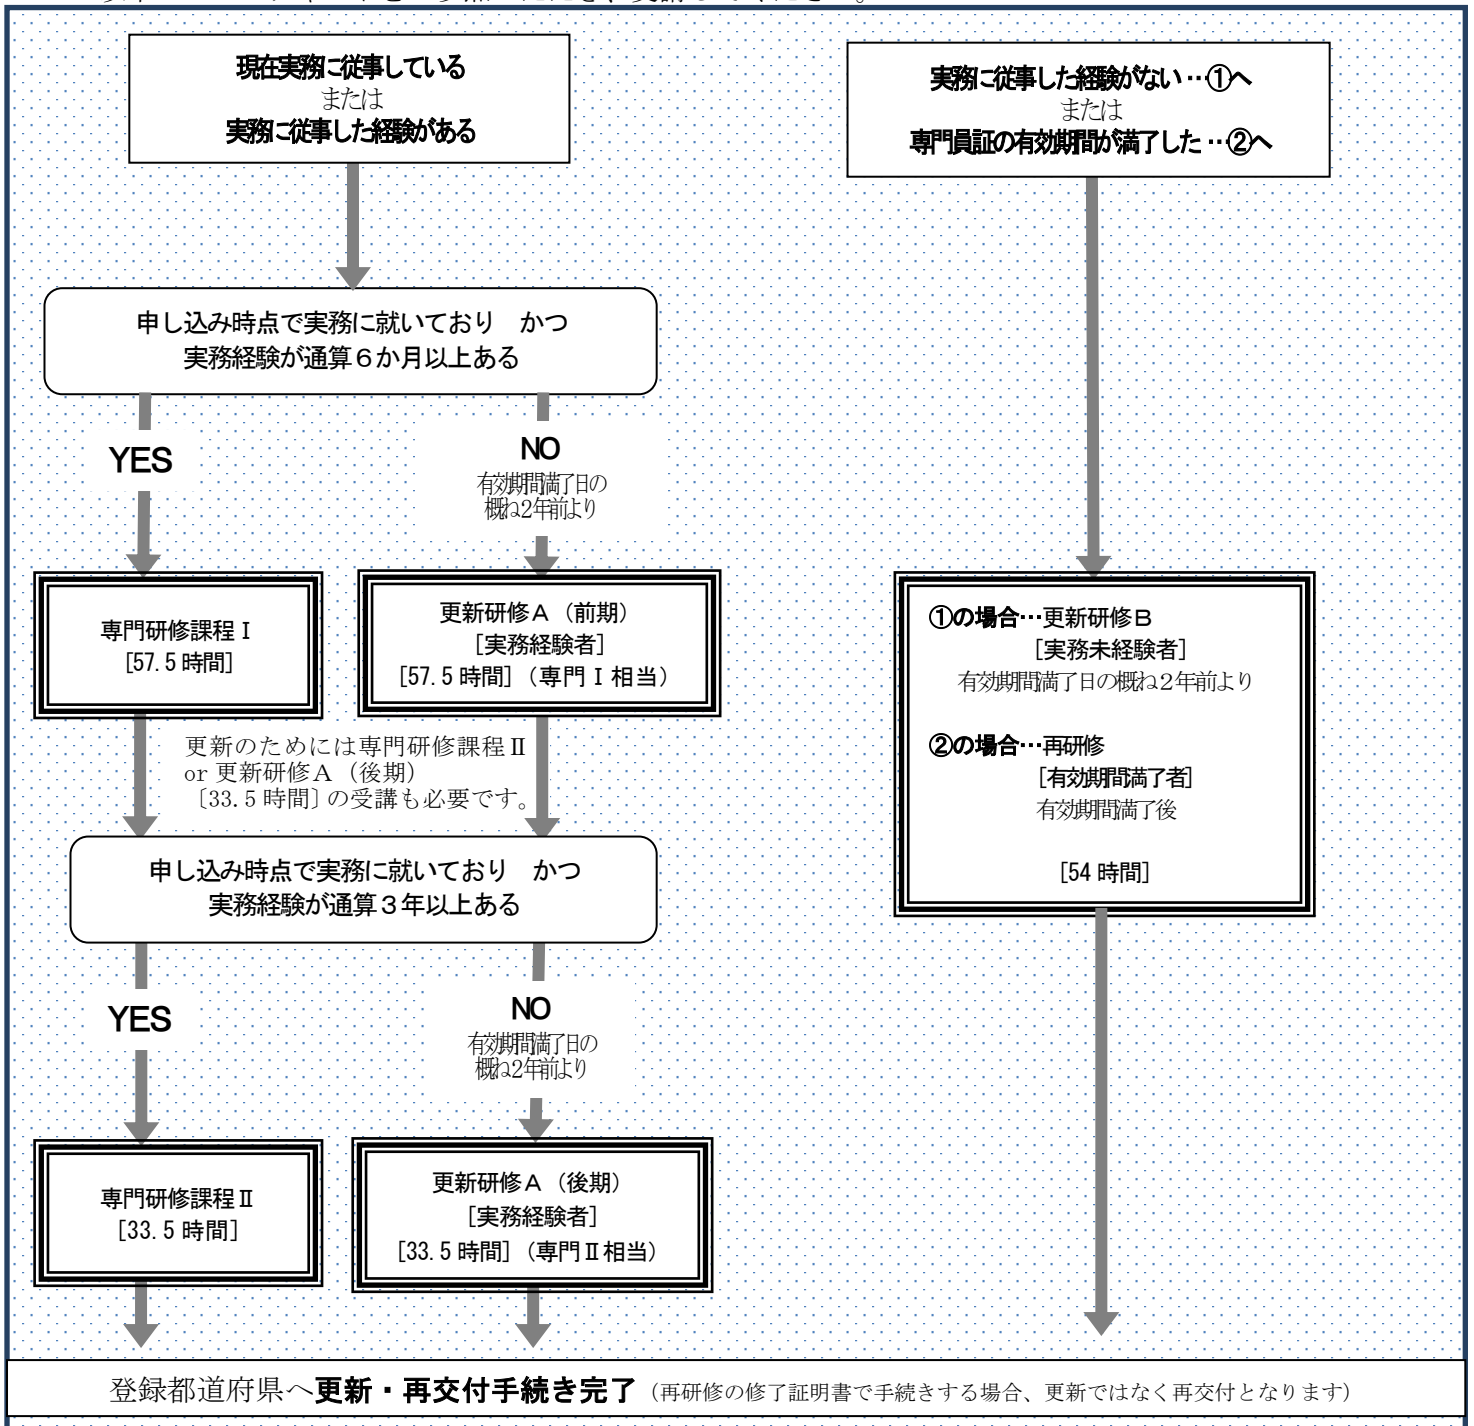 現在実務に従事している
または
実務に従事した経験がある
実務に従事した経験がない…①へ
または
専門員証の有効期間が満了した…②へ
申し込み時点で実務に就いており　かつ
実務経験が通算６か月以上ある
YES
NO
有効期間満了日の
概ね2年前より
専門研修課程Ⅰ
[57.5時間]
更新研修Ａ（前期）
[実務経験者]
[57.5時間]（専門Ⅰ相当）
①の場合…更新研修Ｂ
[実務未経験者]
有効期間満了日の概ね２年前より
②の場合…再研修
[有効期間満了者]
有効期間満了後
[54時間]
更新のためには専門研修課程Ⅱ
or 更新研修Ａ（後期）
〔33.5時間〕の受講も必要です。
申し込み時点で実務に就いており　かつ
実務経験が通算３年以上ある
YES
NO
有効期間満了日の
概ね2年前より
専門研修課程Ⅱ
[33.5時間]
更新研修Ａ（後期）
[実務経験者]
[33.5時間]（専門Ⅱ相当）
登録都道府県へ更新・再交付手続き完了（再研修の修了証明書で手続きする場合、更新ではなく再交付となります）